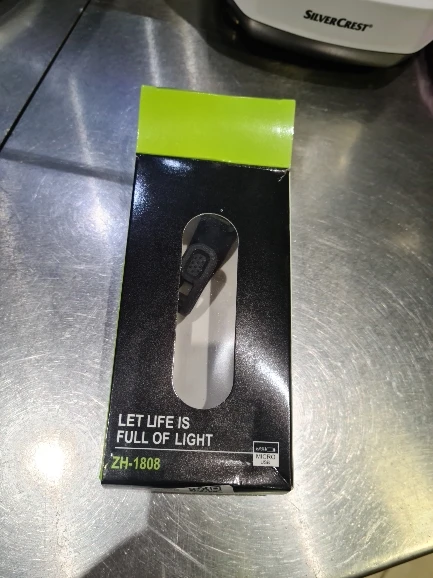 SILVERCREST®
LET LIFE IS
FULL OF LIGHT
ZH-1808
MICRO
USB